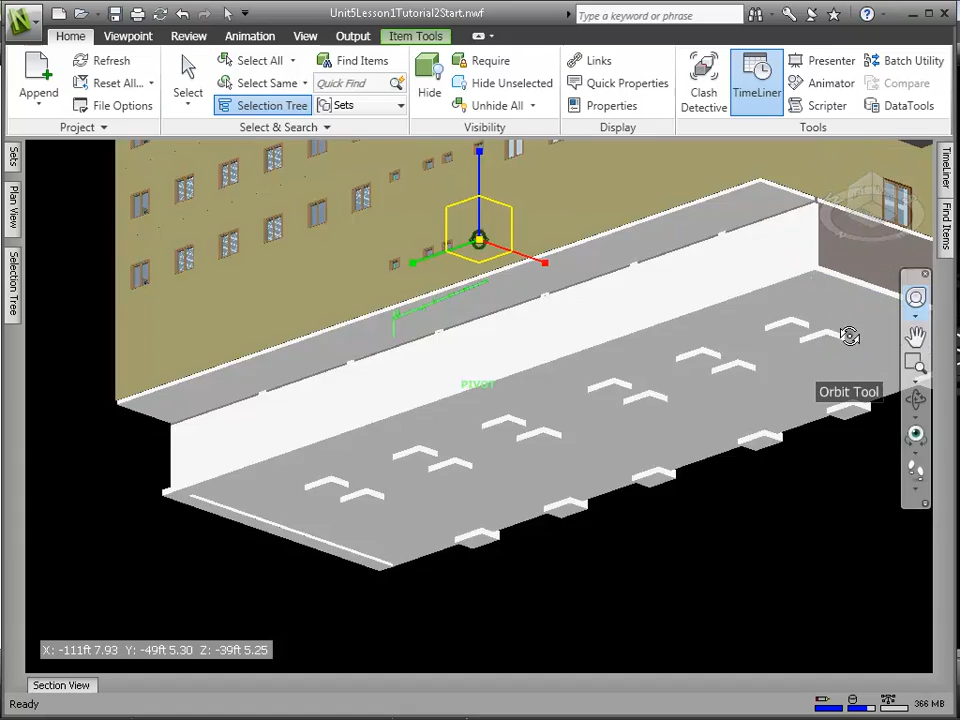 Unit5Lesson1Tutorial2Start.nwf
Type a keyword or phrase
Home Viewpoint Review Animation View Output Item Tools
Append
Refresh
Reset All...
File Options
Project
Select
Select All
Select Same
Selection Tree
Find Items
Quick Find
Sets
Select & Search
Hide
Require
Hide Unselected
Unhide All
Visibility
Links
Quick Properties
Properties
Display
Clash
Detective
TimeLiner
Presenter
Animator
Scripter
Batch Utility
Compare
DataTools
Tools
Sets
Plan View
Selection Tree
TimeLiner
Find Items
PIVOT
Orbit Tool
X: -111ft 7.93 Y: -49ft 5.30 Z: -39ft 5.25
Section View
Ready
366 MB